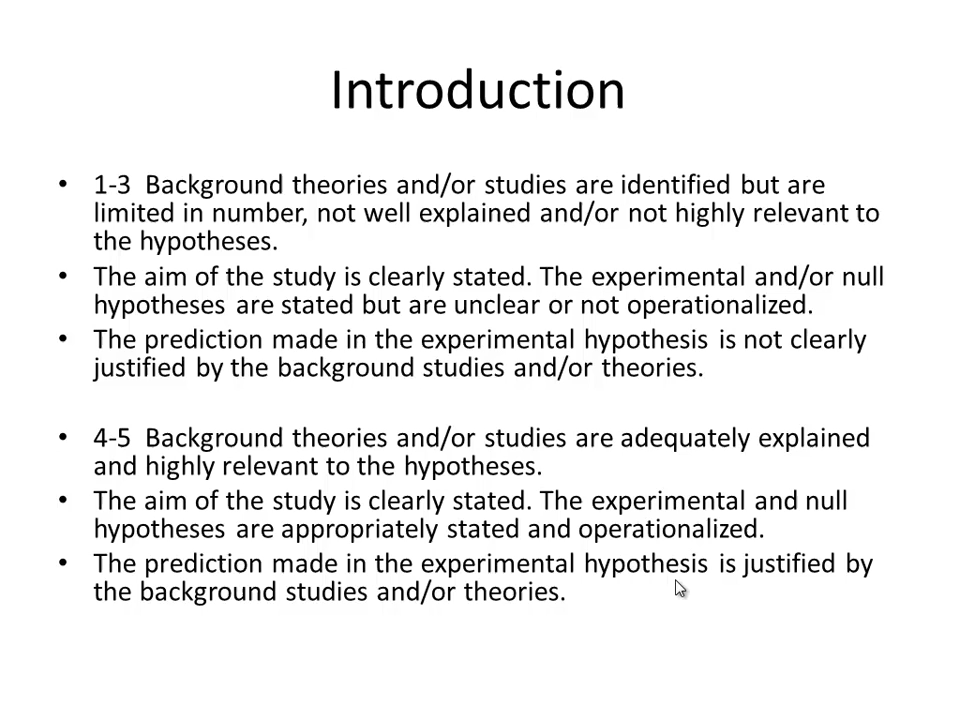 Introduction
• 1-3 Background theories and/or studies are identified but are
limited in number, not well explained and/or not highly relevant to
the hypotheses.
• The aim of the study is clearly stated. The experimental and/or null
hypotheses are stated but are unclear or not operationalized.
• The prediction made in the experimental hypothesis is not clearly
justified by the background studies and/or theories.
• 4-5 Background theories and/or studies are adequately explained
and highly relevant to the hypotheses.
• The aim of the study is clearly stated. The experimental and null
hypotheses are appropriately stated and operationalized.
• The prediction made in the experimental hypothesis is justified by
the background studies and/or theories.